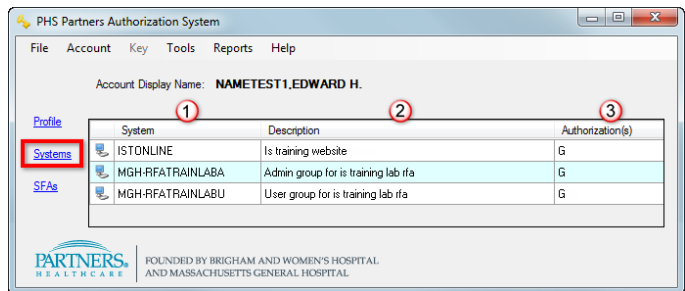 PHS Partners Authorization System
File Account Key Tools Reports Help
Account Display Name: NAMETEST1,EDWARD H.
1 2 3
Profile
Systems
SFAs
System Description Authorization(s)
ISTONLINE Is training website G
MGH-RFATRAINLABA Admin group for is training lab rfa G
MGH-RFATRAINLABU User group for is training lab rfa G
PARTNERS®
HEALTHCARE
FOUNDED BY BRIGHAM AND WOMEN'S HOSPITAL
AND MASSACHUSETTS GENERAL HOSPITAL